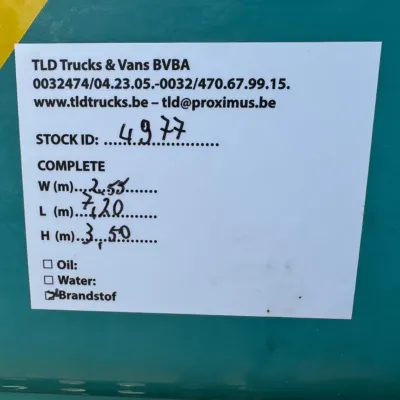 TLD Trucks & Vans BVBA
0032474/04.23.05.-0032/470.67.99.15.
www.tldtrucks.be – tld@proximus.be
STOCK ID: 4977
COMPLETE
W (m) 2,55
L (m) 7,20
H (m) 3,50
Oil:
Water:
Brandstof